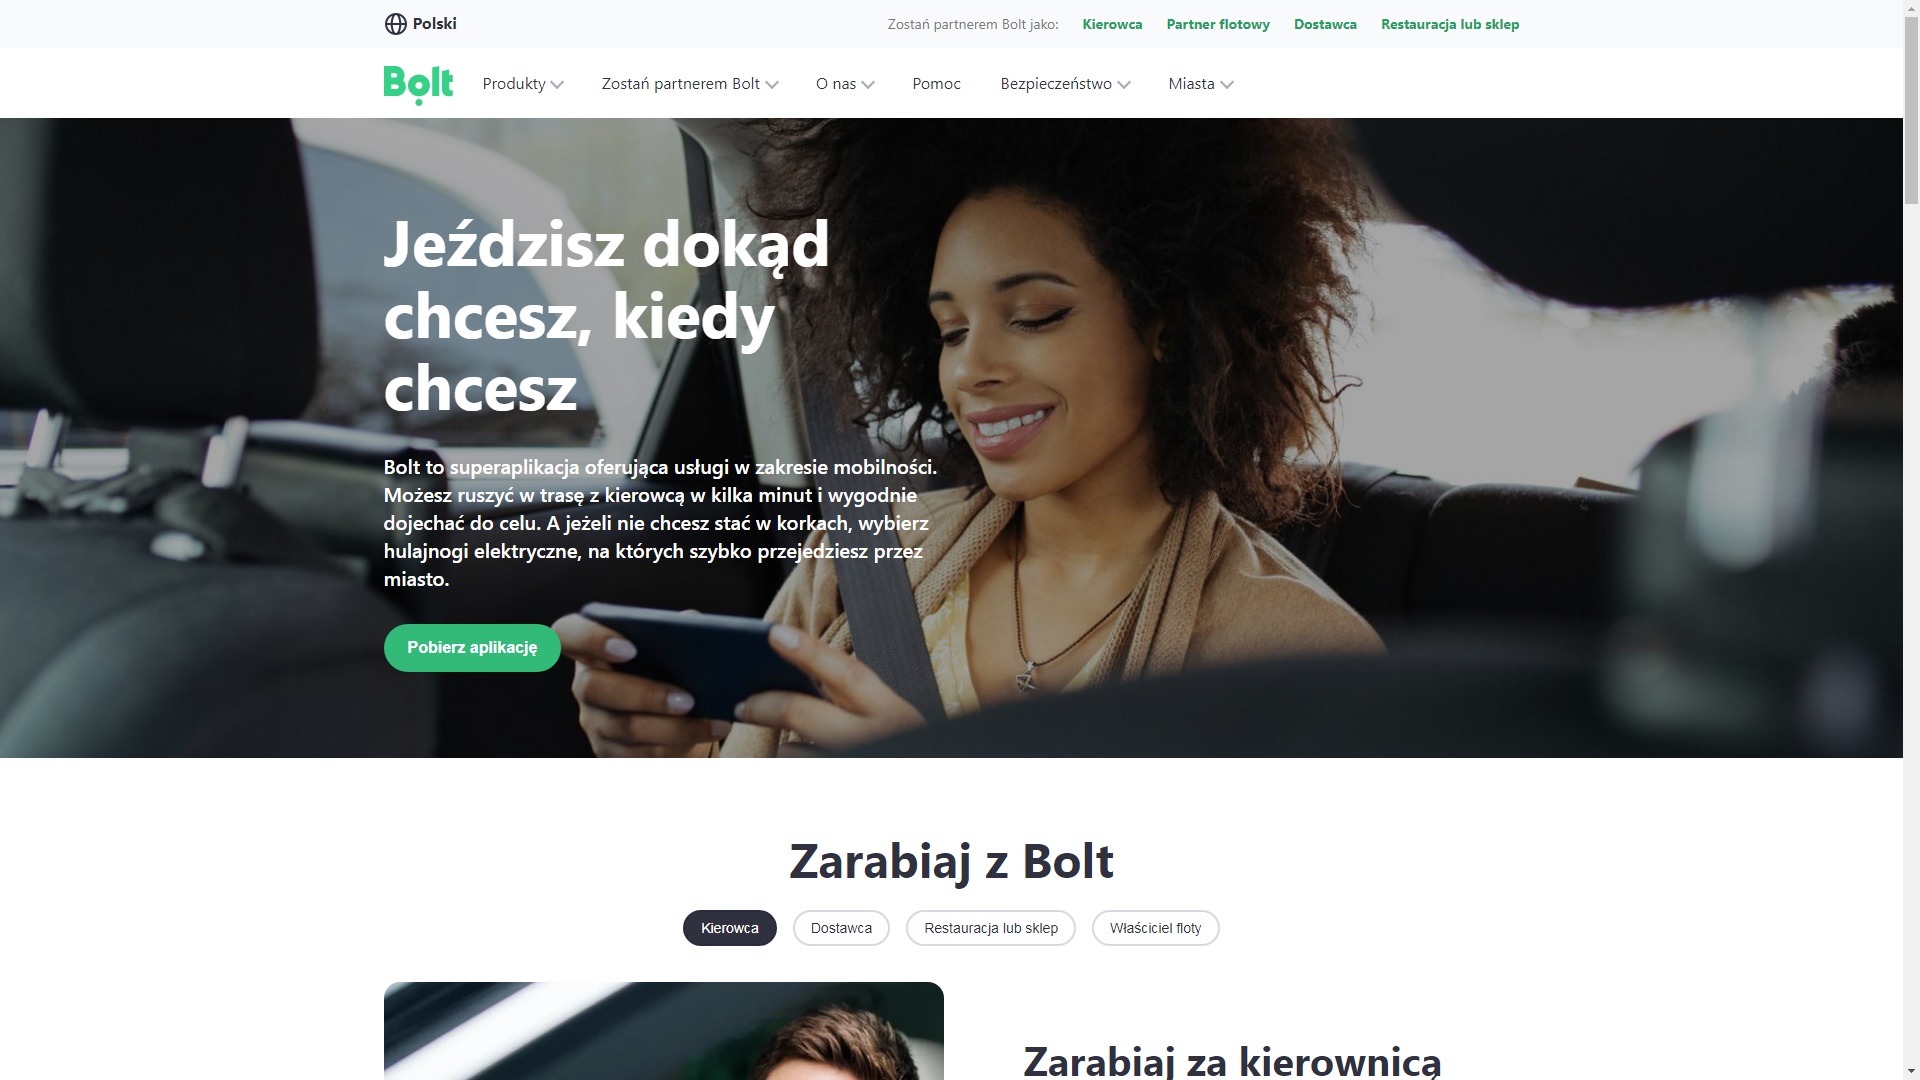 Polski
Zostań partnerem Bolt jako: Kierowca Partner flotowy Dostawca Restauracja lub sklep
Bolt Produkty Zostań partnerem Bolt O nas Pomoc Bezpieczeństwo Miasta
Jeździsz dokąd
chcesz, kiedy
chcesz
Bolt to superaplikacja oferująca usługi w zakresie mobilności.
Możesz ruszyć w trasę z kierowcą w kilka minut i wygodnie
dojechać do celu. A jeżeli nie chcesz stać w korkach, wybierz
hulajnogi elektryczne, na których szybko przejedziesz przez
miasto.
Pobierz aplikację
Zarabiaj z Bolt
Kierowca Dostawca Restauracja lub sklep Właściciel floty
Zarabiaj za kierownicą